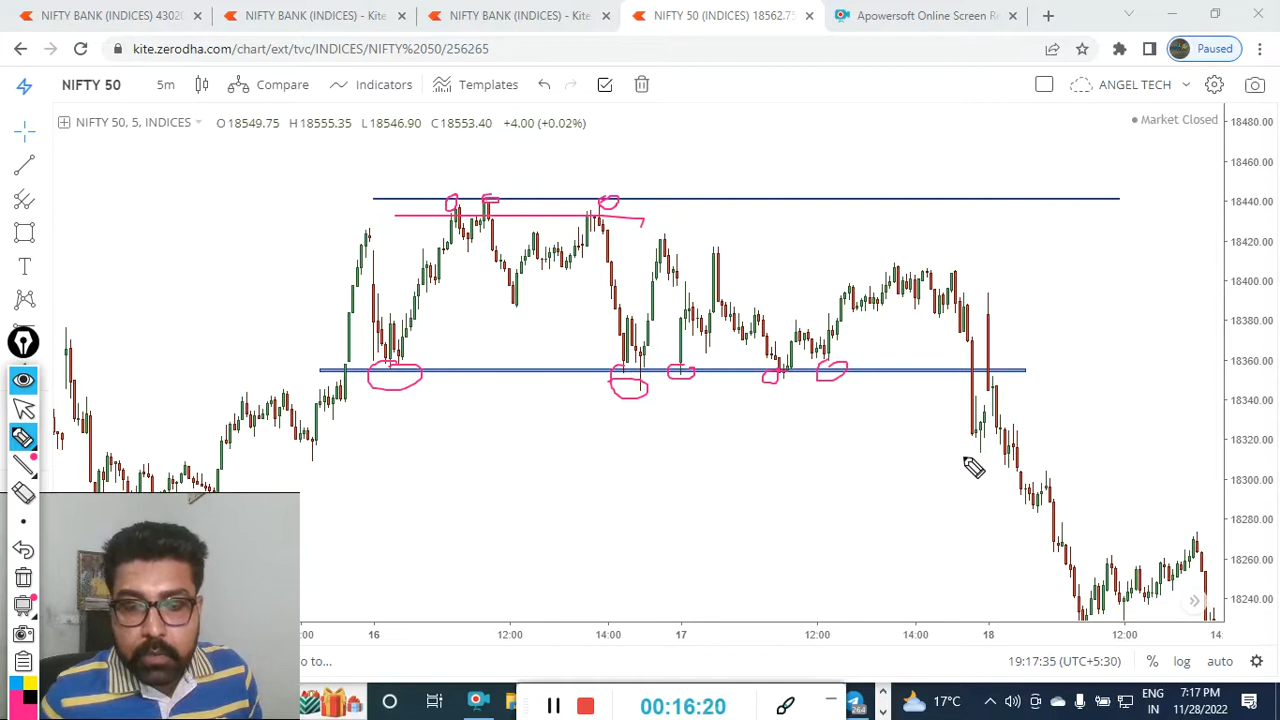 NIFTY BANK (INDICES) 4302
NIFTY BANK (INDICES) - Kite
NIFTY BANK (INDICES) - Kite
NIFTY 50 (INDICES) 18562.75
Apowersoft Online Screen Re
kite.zerodha.com/chart/ext/tvc/INDICES/NIFTY%2050/256265
Paused
NIFTY 50
5m
Compare
Indicators
Templates
ANGEL TECH
NIFTY 50, 5, INDICES
O18549.75 H18555.35 L18546.90 C18553.40 +4.00 (+0.02%)
Market Closed
18480.00
18460.00
18440.00
18420.00
18400.00
18380.00
18360.00
18340.00
18320.00
18300.00
18280.00
18260.00
18240.00
:00 16 12:00 14:00 17 12:00 14:00 18 12:00 14:
to...
19:17:35 (UTC+5:30) % log auto
00:16:20
264
17°C
ENG
IN
7:17 PM
11/28/2022